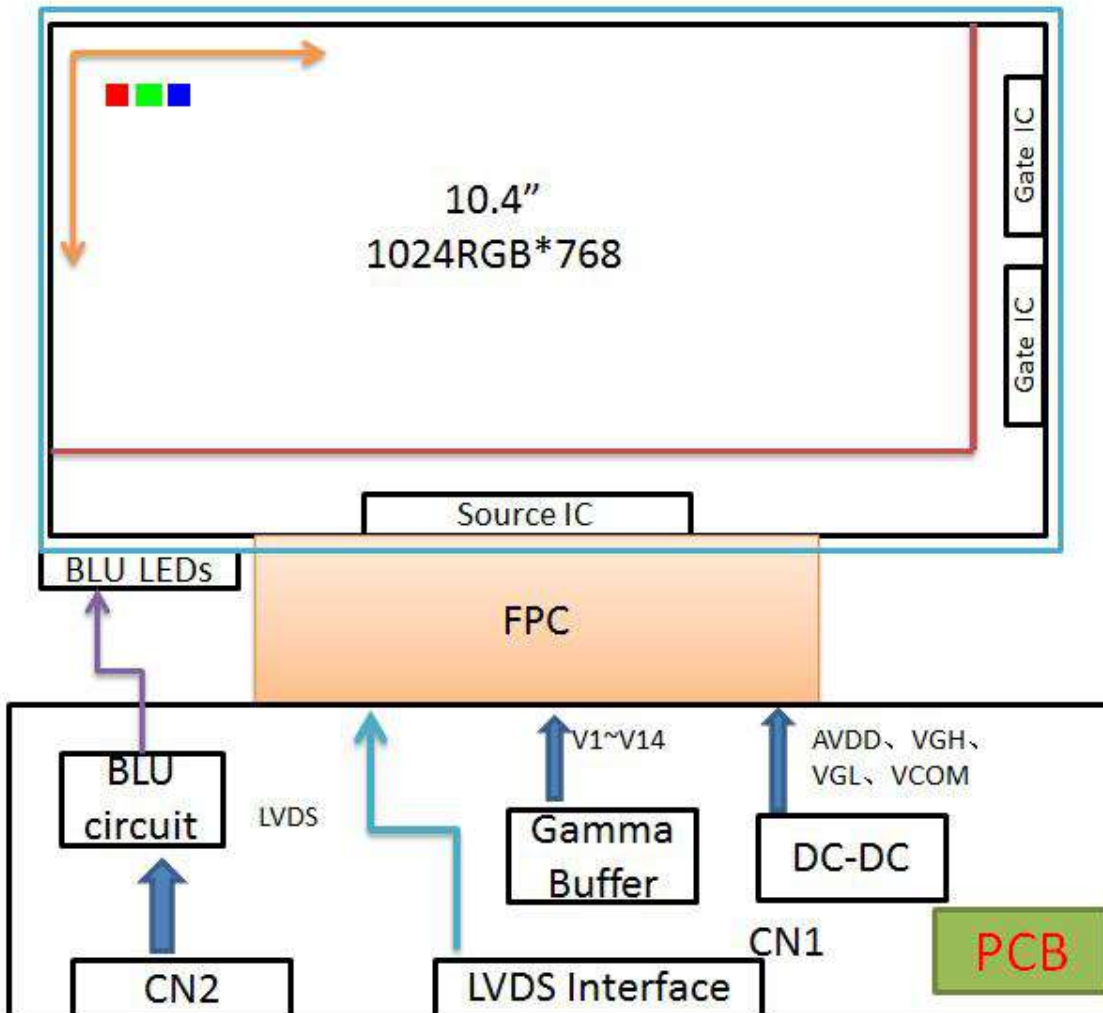 10.4”
1024RGB*768
Gate IC
Gate IC
Source IC
BLU LEDs
FPC
V1~V14
AVDD、VGH、
VGL、VCOM
BLU
circuit
LVDS
Gamma
Buffer
DC-DC
CN1
PCB
CN2
LVDS Interface